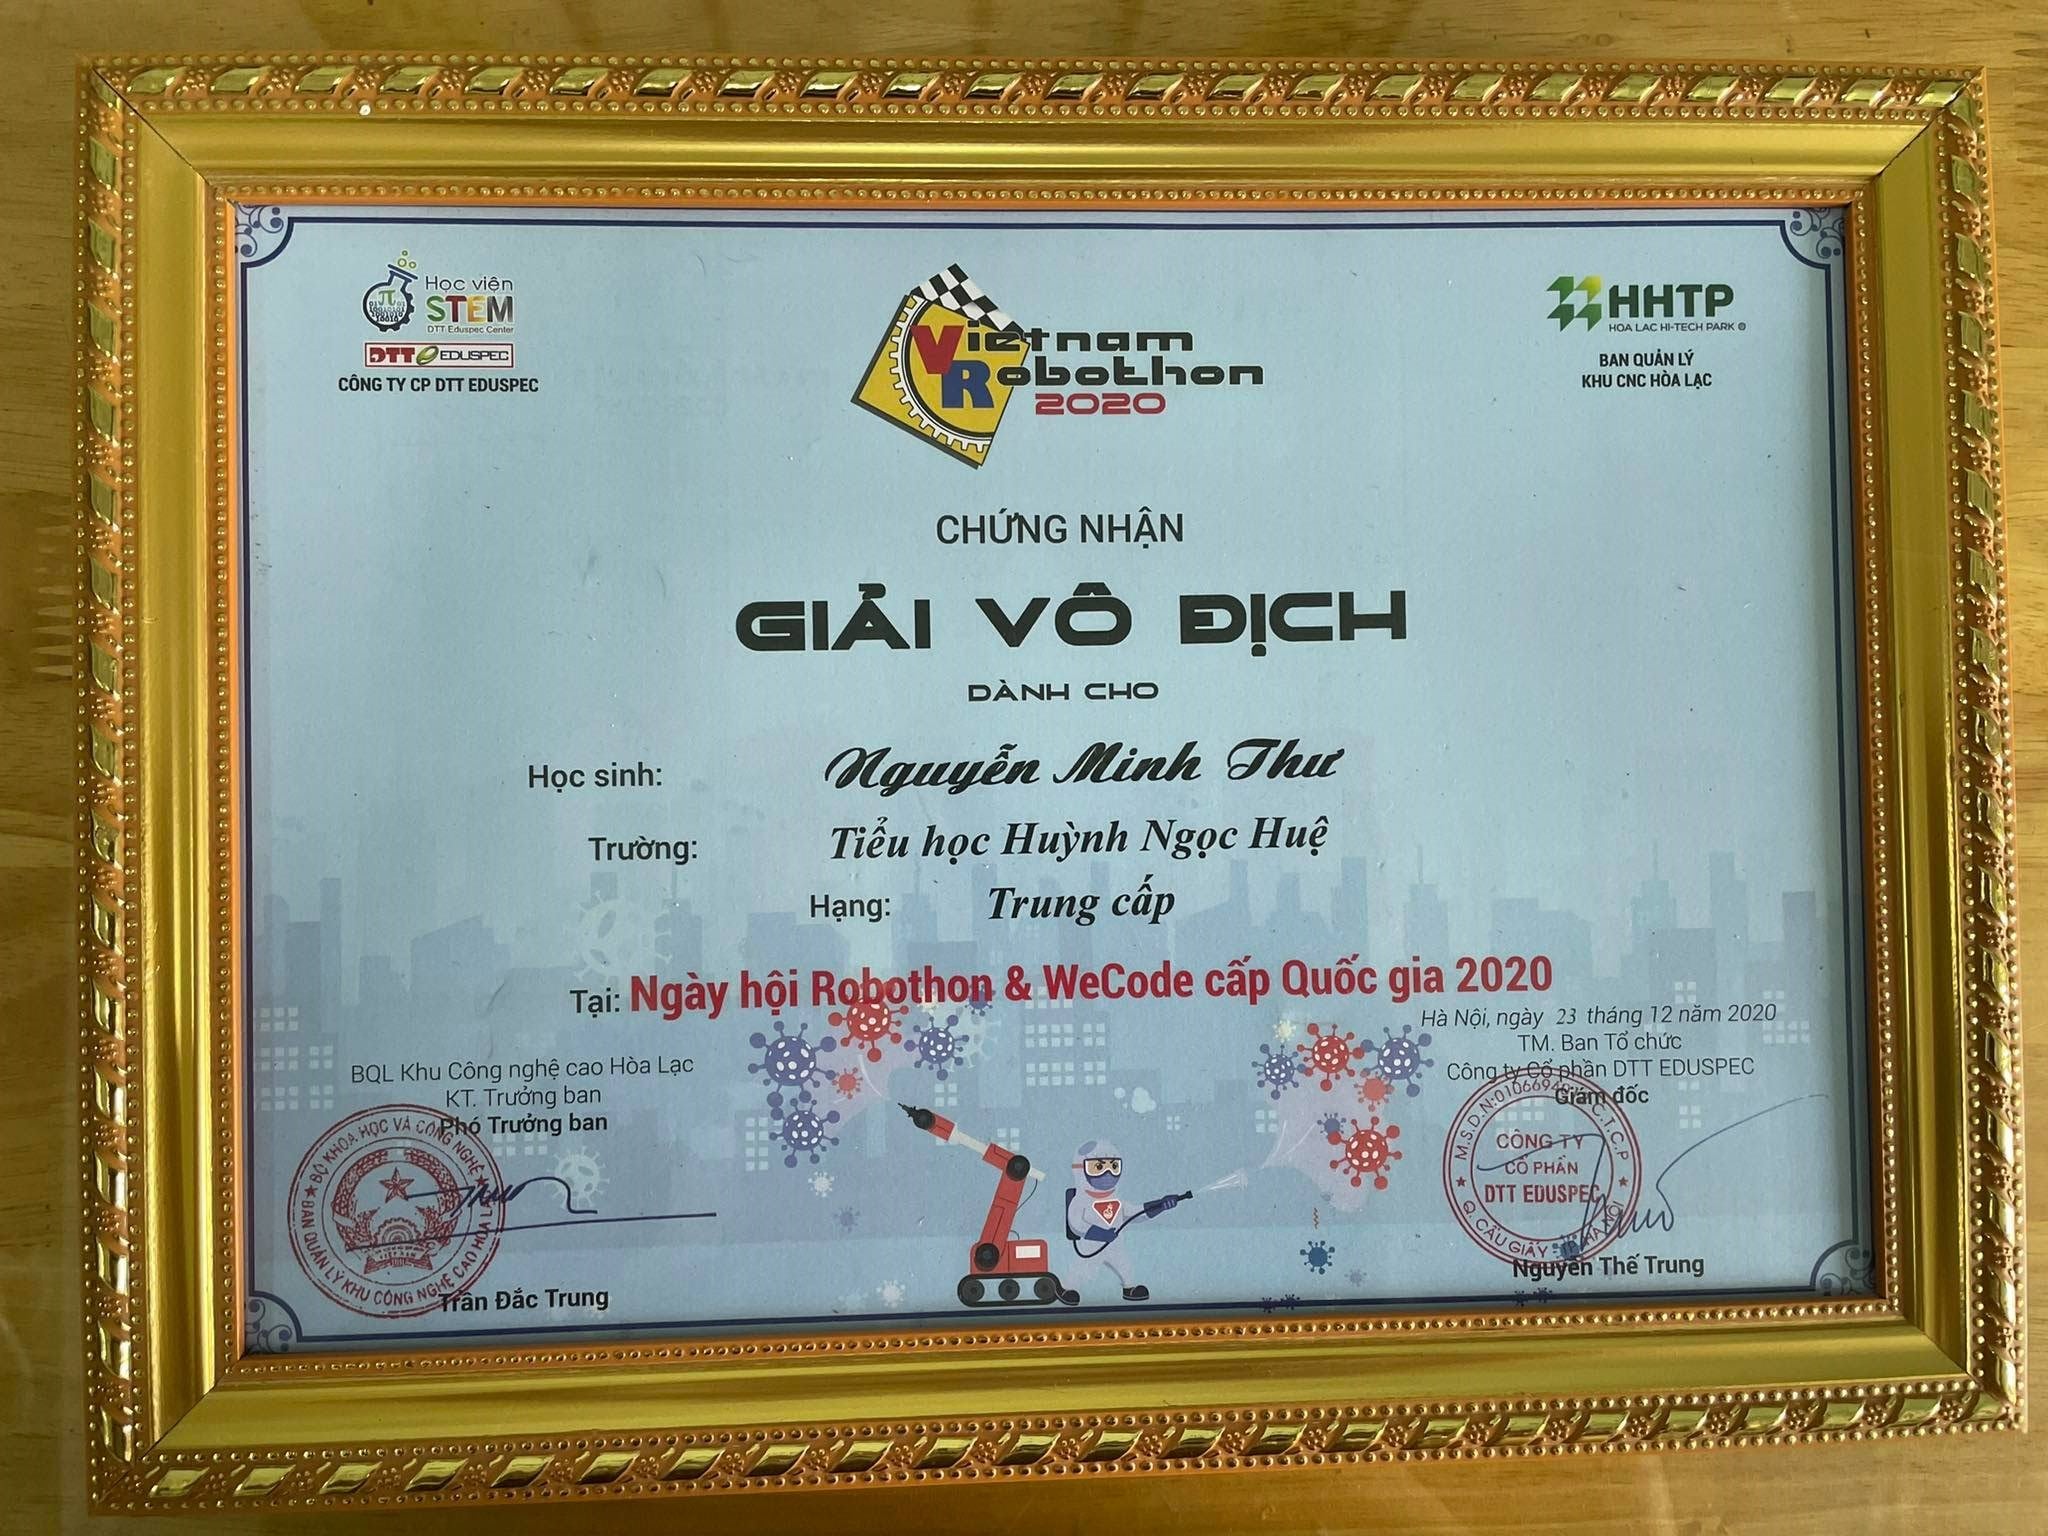 Học viện
STEM
DTT Eduspec Center
DTT EDUSPEC
CÔNG TY CP DTT EDUSPEC
Vietnam
Robothon
2020
HHTP
HOA LAC HI-TECH PARK ®
BAN QUẢN LÝ
KHU CNC HÒA LẠC
CHỨNG NHẬN
GIẢI VÔ ĐỊCH
DÀNH CHO
Học sinh: Nguyễn Minh Thư
Trường: Tiểu học Huỳnh Ngọc Huệ
Hạng: Trung cấp
Tại: Ngày hội Robothon & WeCode cấp Quốc gia 2020
Hà Nội, ngày 23 tháng 12 năm 2020
TM. Ban Tổ chức
Công ty Cổ phần DTT EDUSPEC
Giám đốc
BQL Khu Công nghệ cao Hòa Lạc
KT. Trưởng ban
Phó Trưởng ban
BỘ KHOA HỌC VÀ CÔNG NGHỆ
BAN QUẢN LÝ KHU CÔNG NGHỆ CAO HÒA LẠC
Trần Đắc Trung
CÔNG TY
CỔ PHẦN
DTT EDUSPEC
Q. CẦU GIẤY - TP. HÀ NỘI
Nguyễn Thế Trung